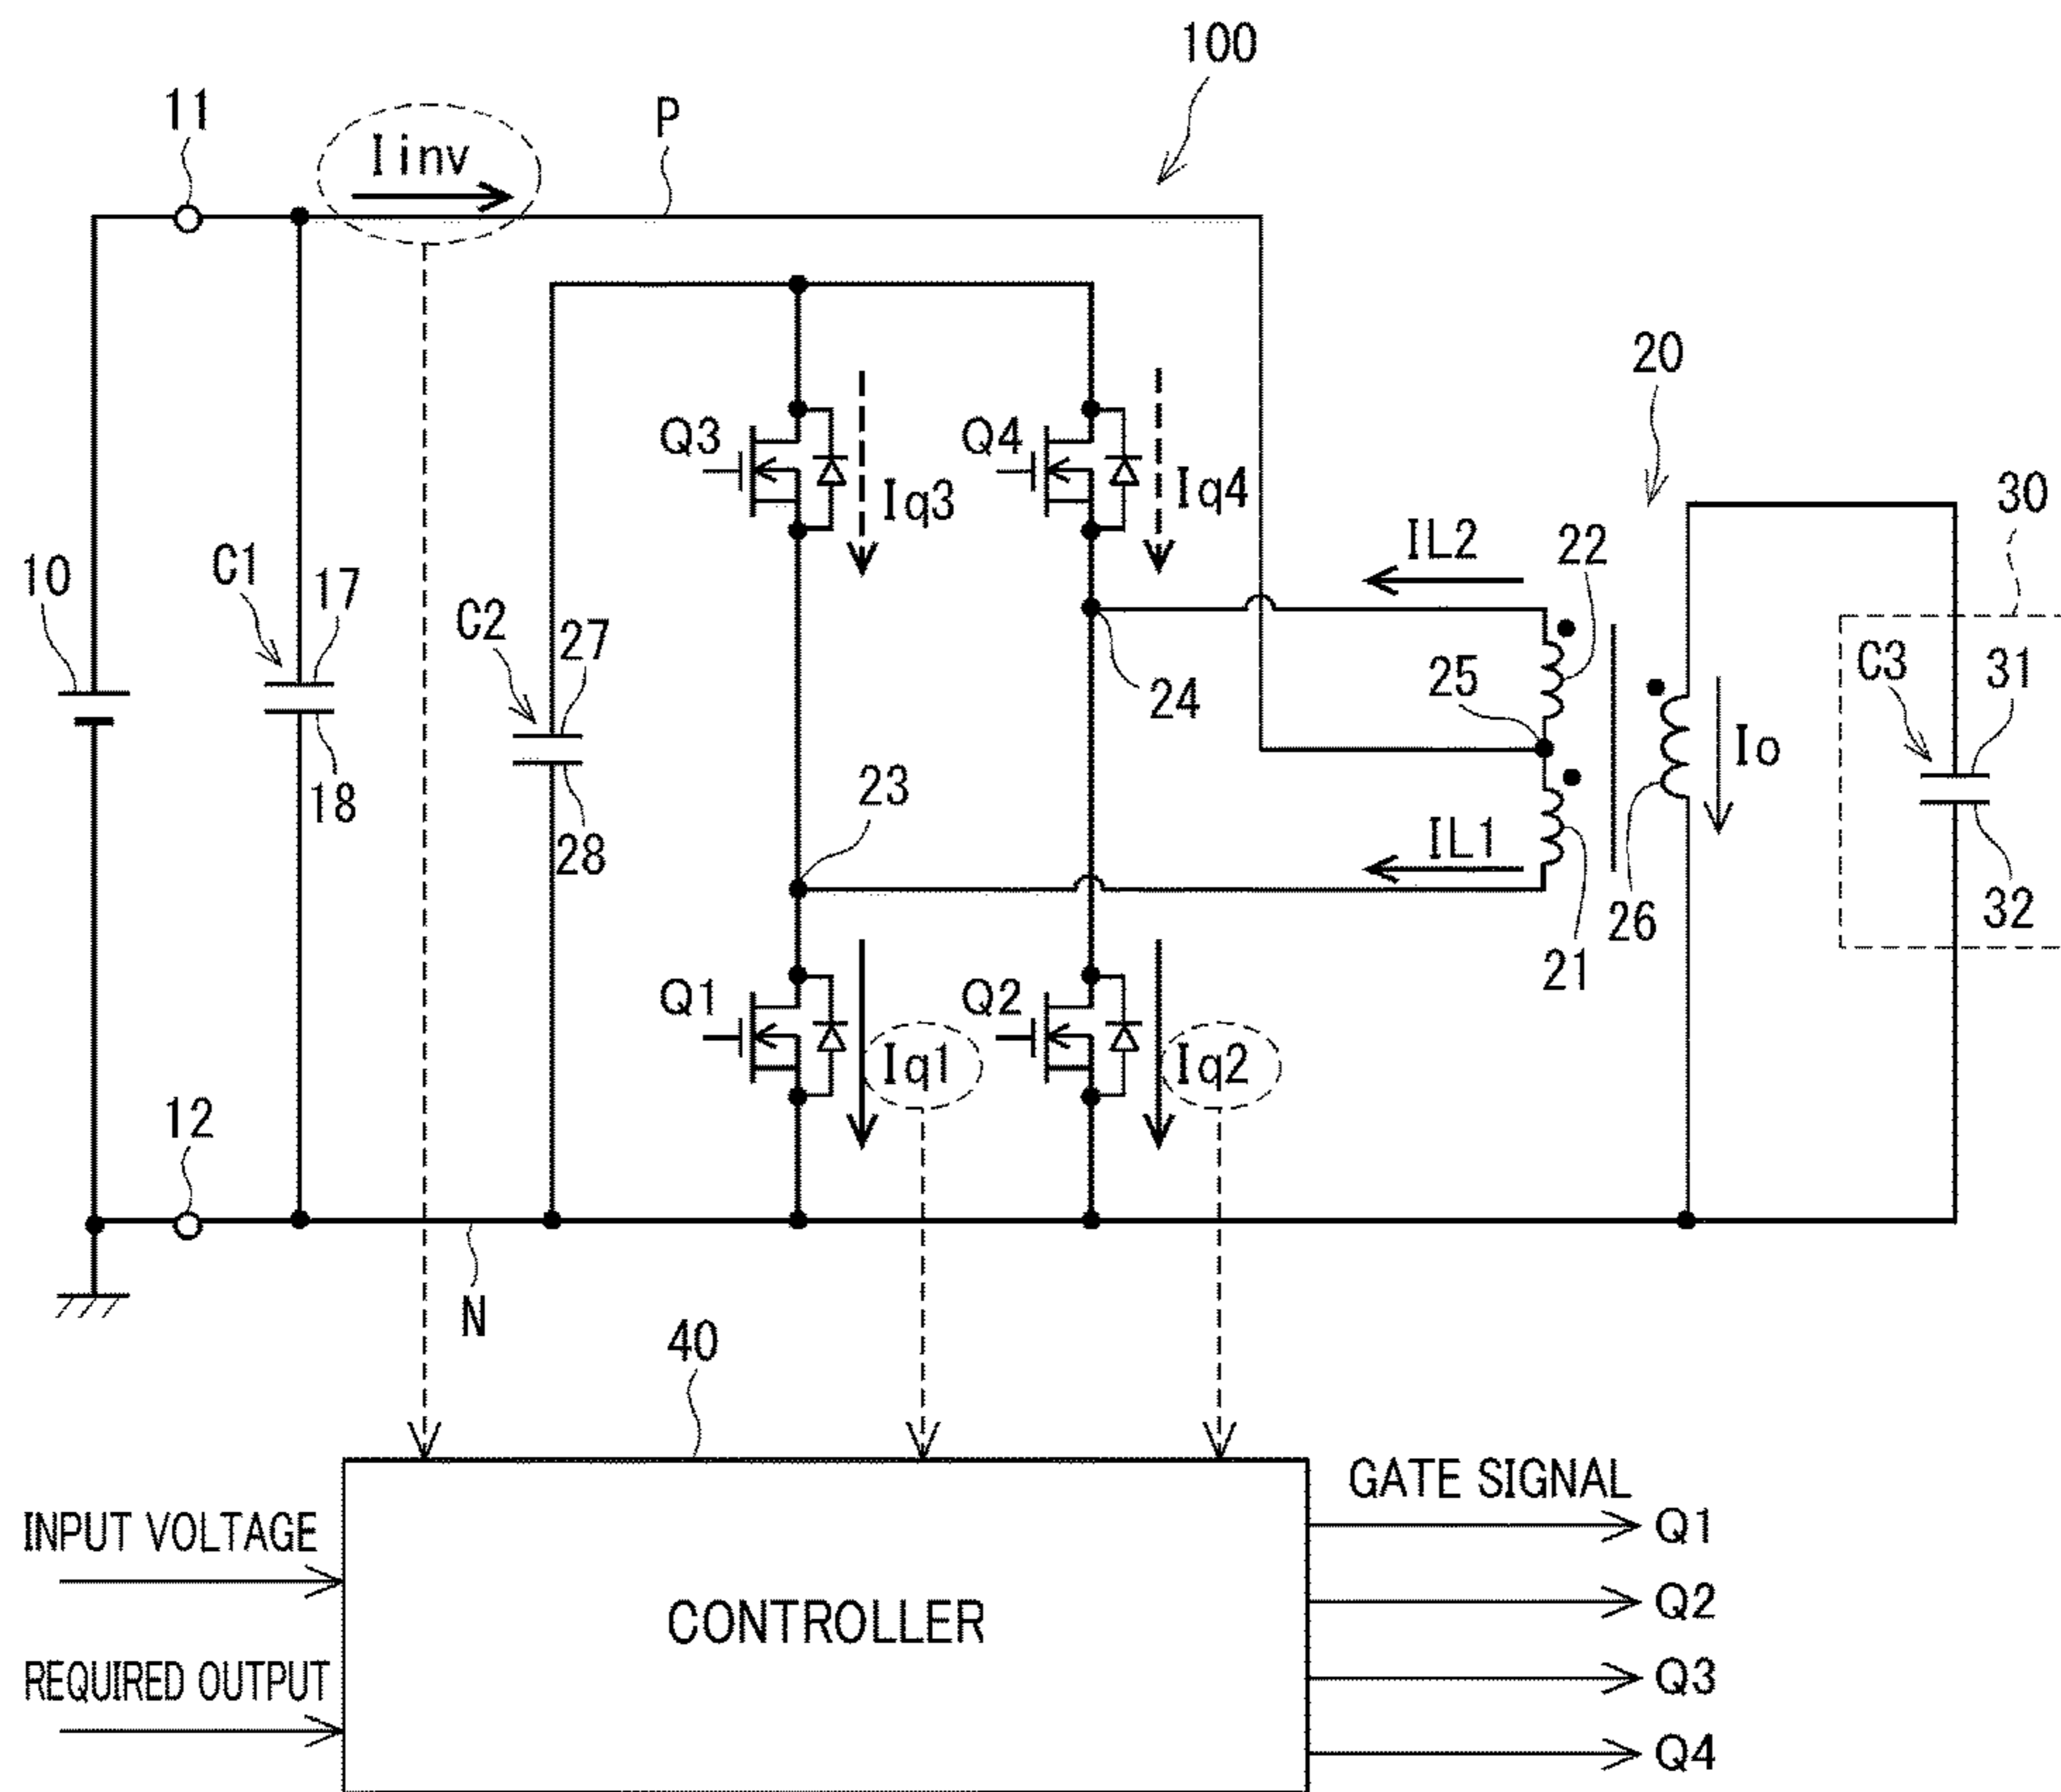 100
11
Iinv
P
20
Q3
Q4
Iq3
Iq4
30
10
C1
17
C2
27
IL2
22
24
25
C3
31
18
23
Io
28
IL1
26
21
32
Q1
Q2
Iq1
Iq2
12
N
40
GATE SIGNAL
INPUT VOLTAGE
Q1
CONTROLLER
Q2
REQUIRED OUTPUT
Q3
Q4